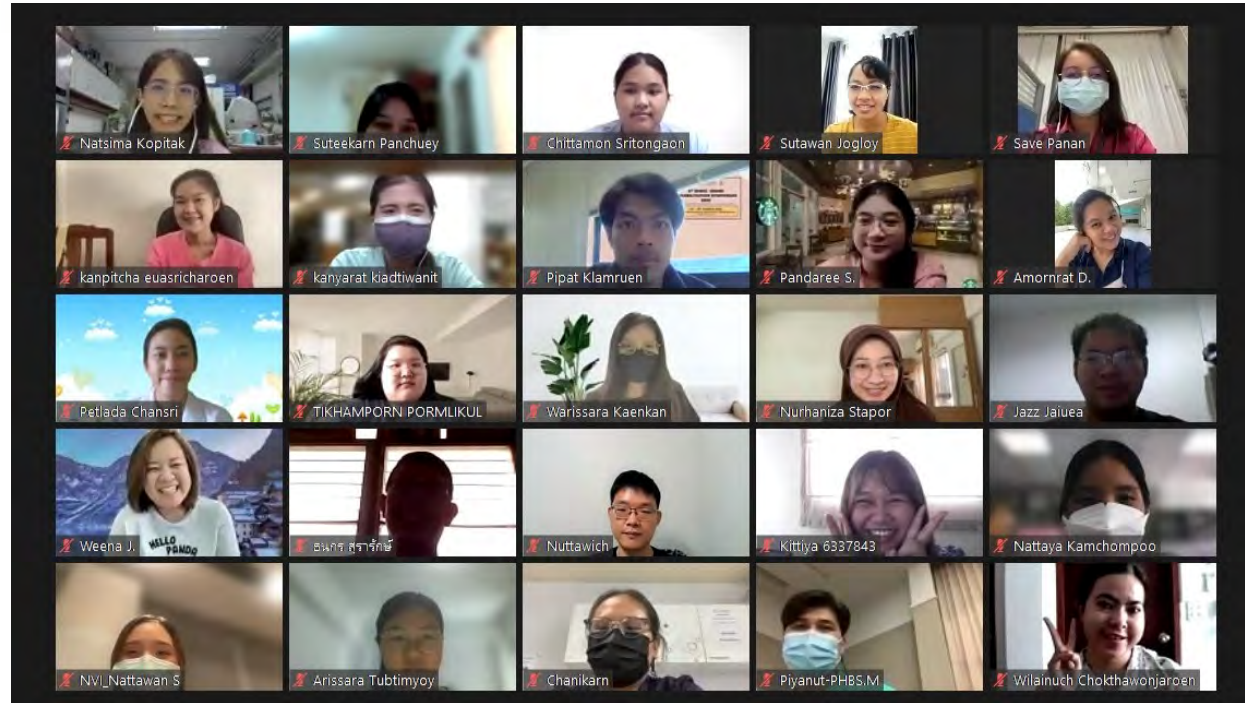 Natsima Kopitak
Suteekarn Panchuey
Chittamon Sritongaon
Sutawan Jogloy
Save Panan
kanpitcha euasricharoen
kanyarat kiadtiwanit
Pipat Klamruen
Pandaree S.
Amornrat D.
Petlada Chansri
TIKHAMPORN PORMLIKUL
Warissara Kaenkan
Nurhaniza Stapor
Jazz Jaiuea
HELLO
PANDA
Weena J.
ธนกร สุรารักษ์
Nuttawich
Kittiya 6337843
Nattaya Kamchompoo
NVI_Nattawan S
Arissara Tubtimyoy
Chanikarn
Piyanut-PHBS.M
Wilainuch Chokthawonjaroen